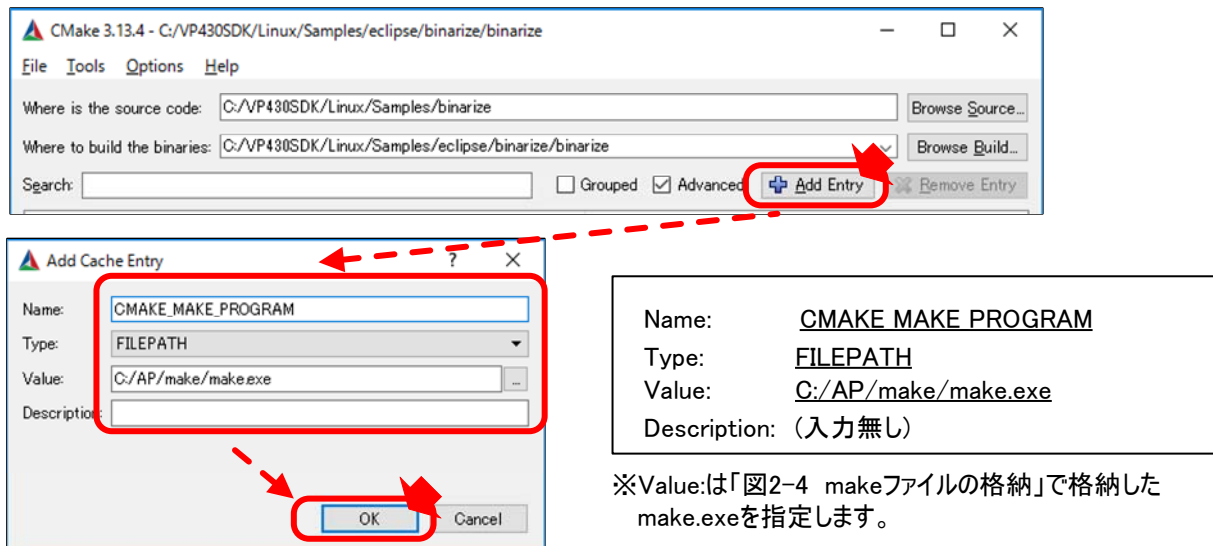 CMake 3.13.4 - C:/VP430SDK/Linux/Samples/eclipse/binarize/binarize
File Tools Options Help
Where is the source code: C:/VP430SDK/Linux/Samples/binarize Browse Source...
Where to build the binaries: C:/VP430SDK/Linux/Samples/eclipse/binarize/binarize Browse Build...
Search: Grouped Advanced Add Entry Remove Entry
Add Cache Entry ? ×
Name: CMAKE_MAKE_PROGRAM
Type: FILEPATH
Value: C:/AP/make/make.exe ...
Description:
OK Cancel
Name: CMAKE_MAKE_PROGRAM
Type: FILEPATH
Value: C:/AP/make/make.exe
Description: (入力無し)
※Value:は「図2-4 makeファイルの格納」で格納した
make.exeを指定します。